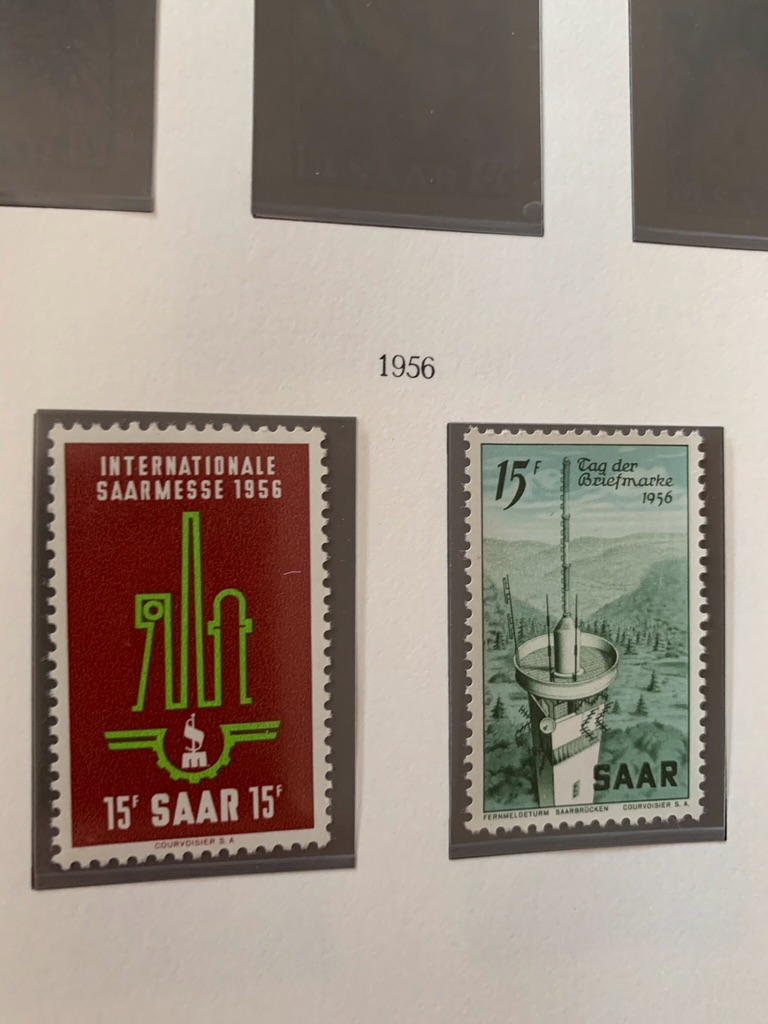 1956
INTERNATIONALE
SAARMESSE 1956
15F SAAR 15F
COURVOISIER S. A
15F
Tag der
Briefmarke
1956
SAAR
FERNMELDETURM SAARBRÜCKEN COURVOISIER S. A.